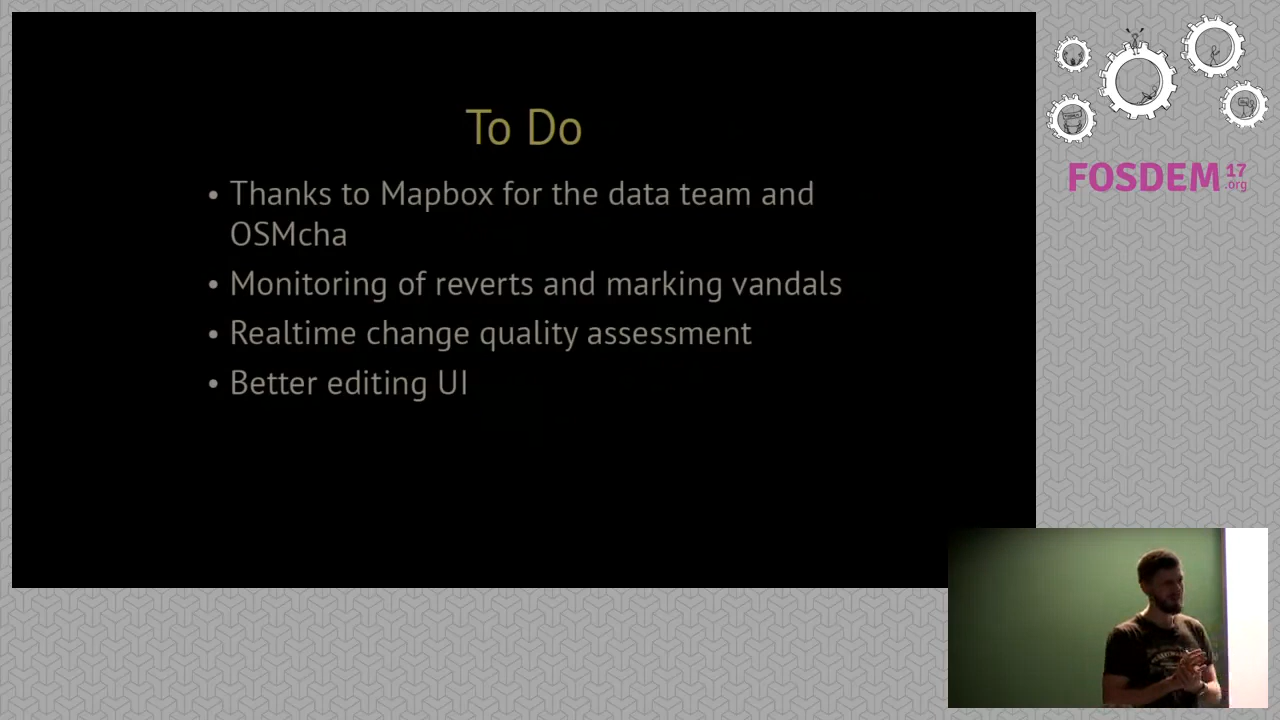 To Do
• Thanks to Mapbox for the data team and
OSMcha
• Monitoring of reverts and marking vandals
• Realtime change quality assessment
• Better editing UI
FOSDEM 17
.org